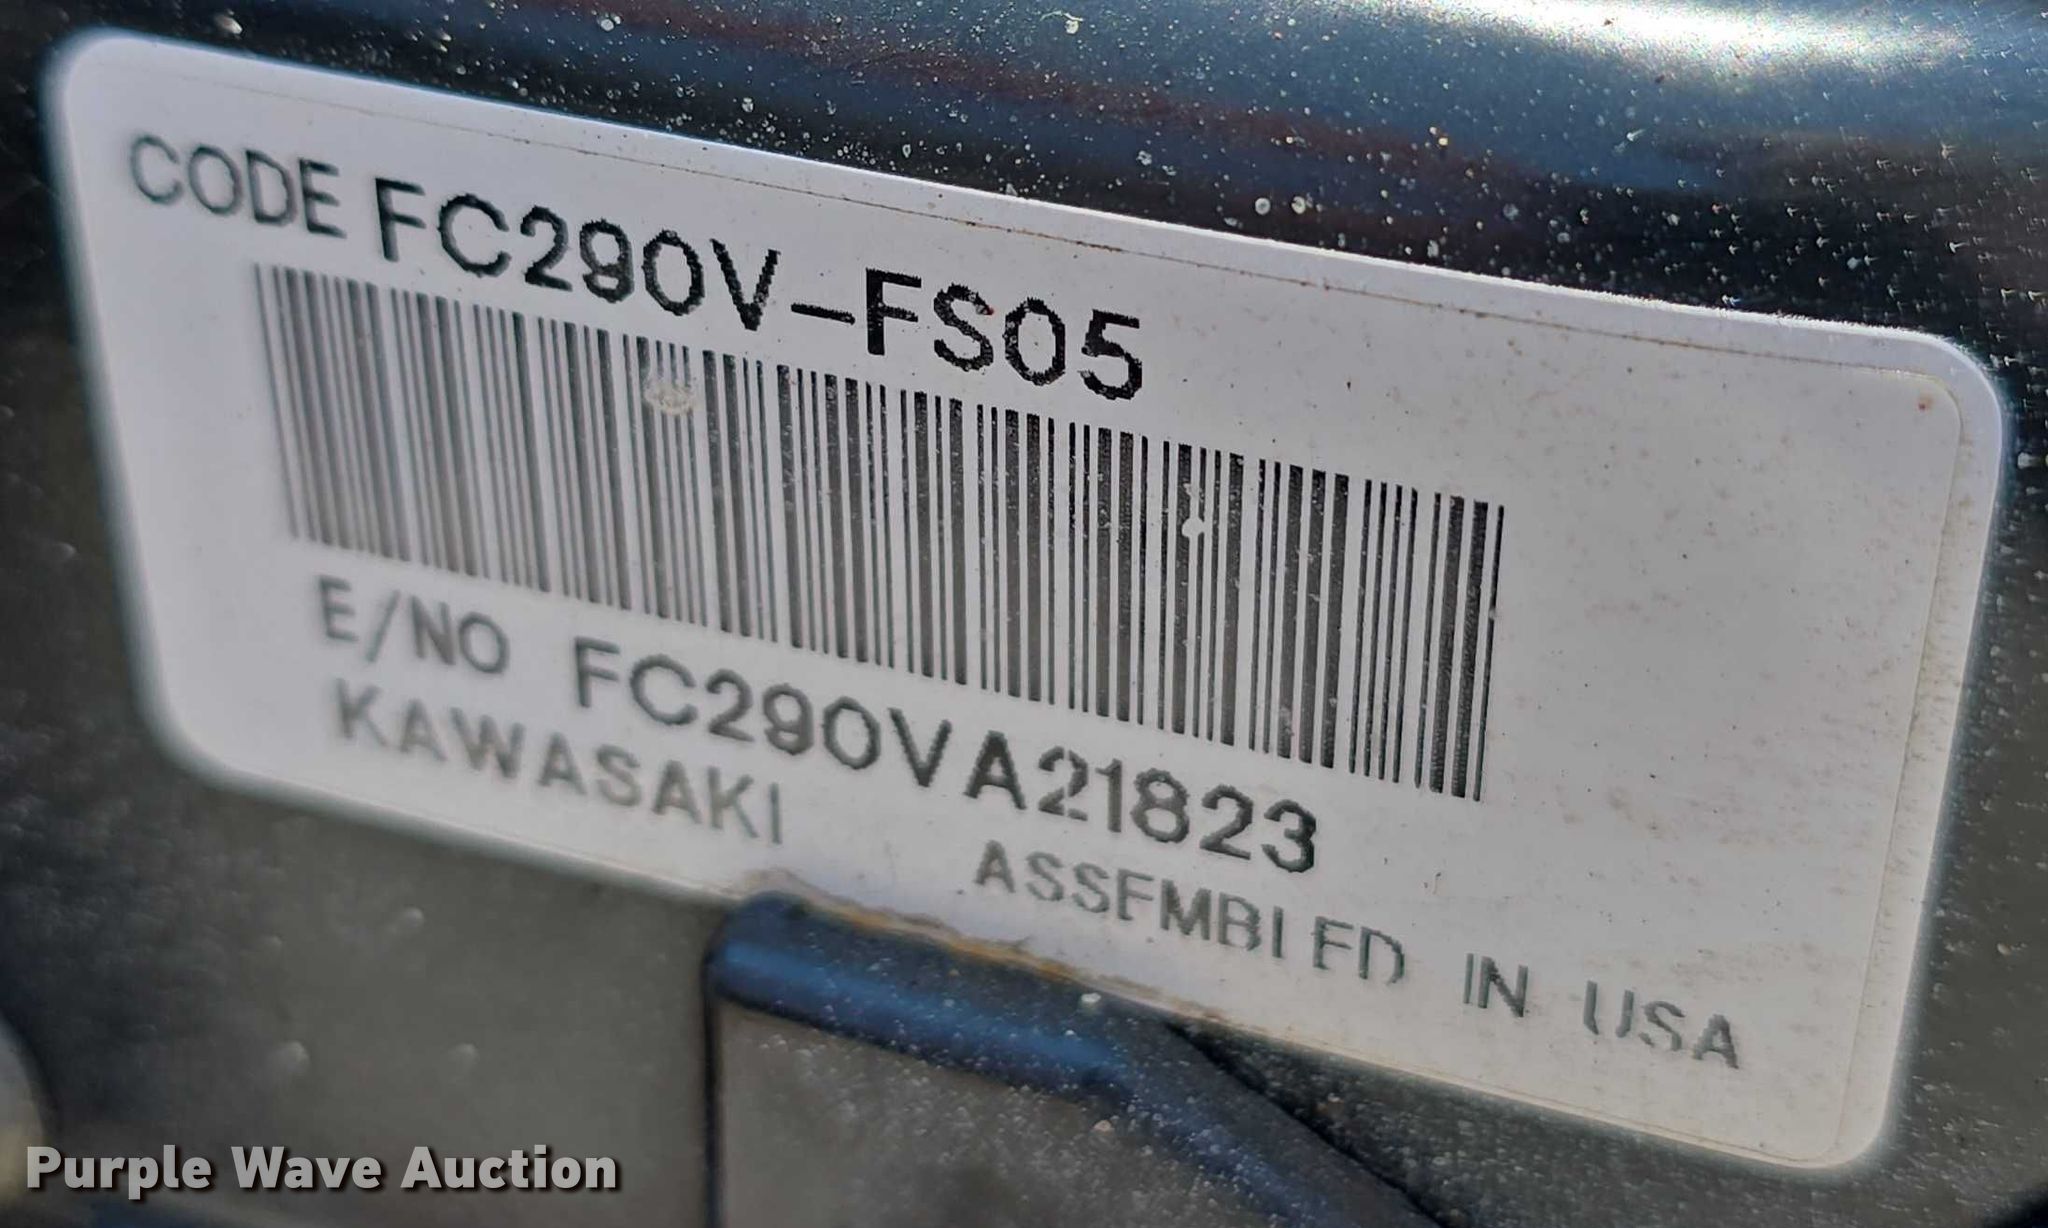 CODE FC290V-FS05
E/NO FC290VA21823
KAWASAKI
ASSEMBLED IN USA
Purple Wave Auction